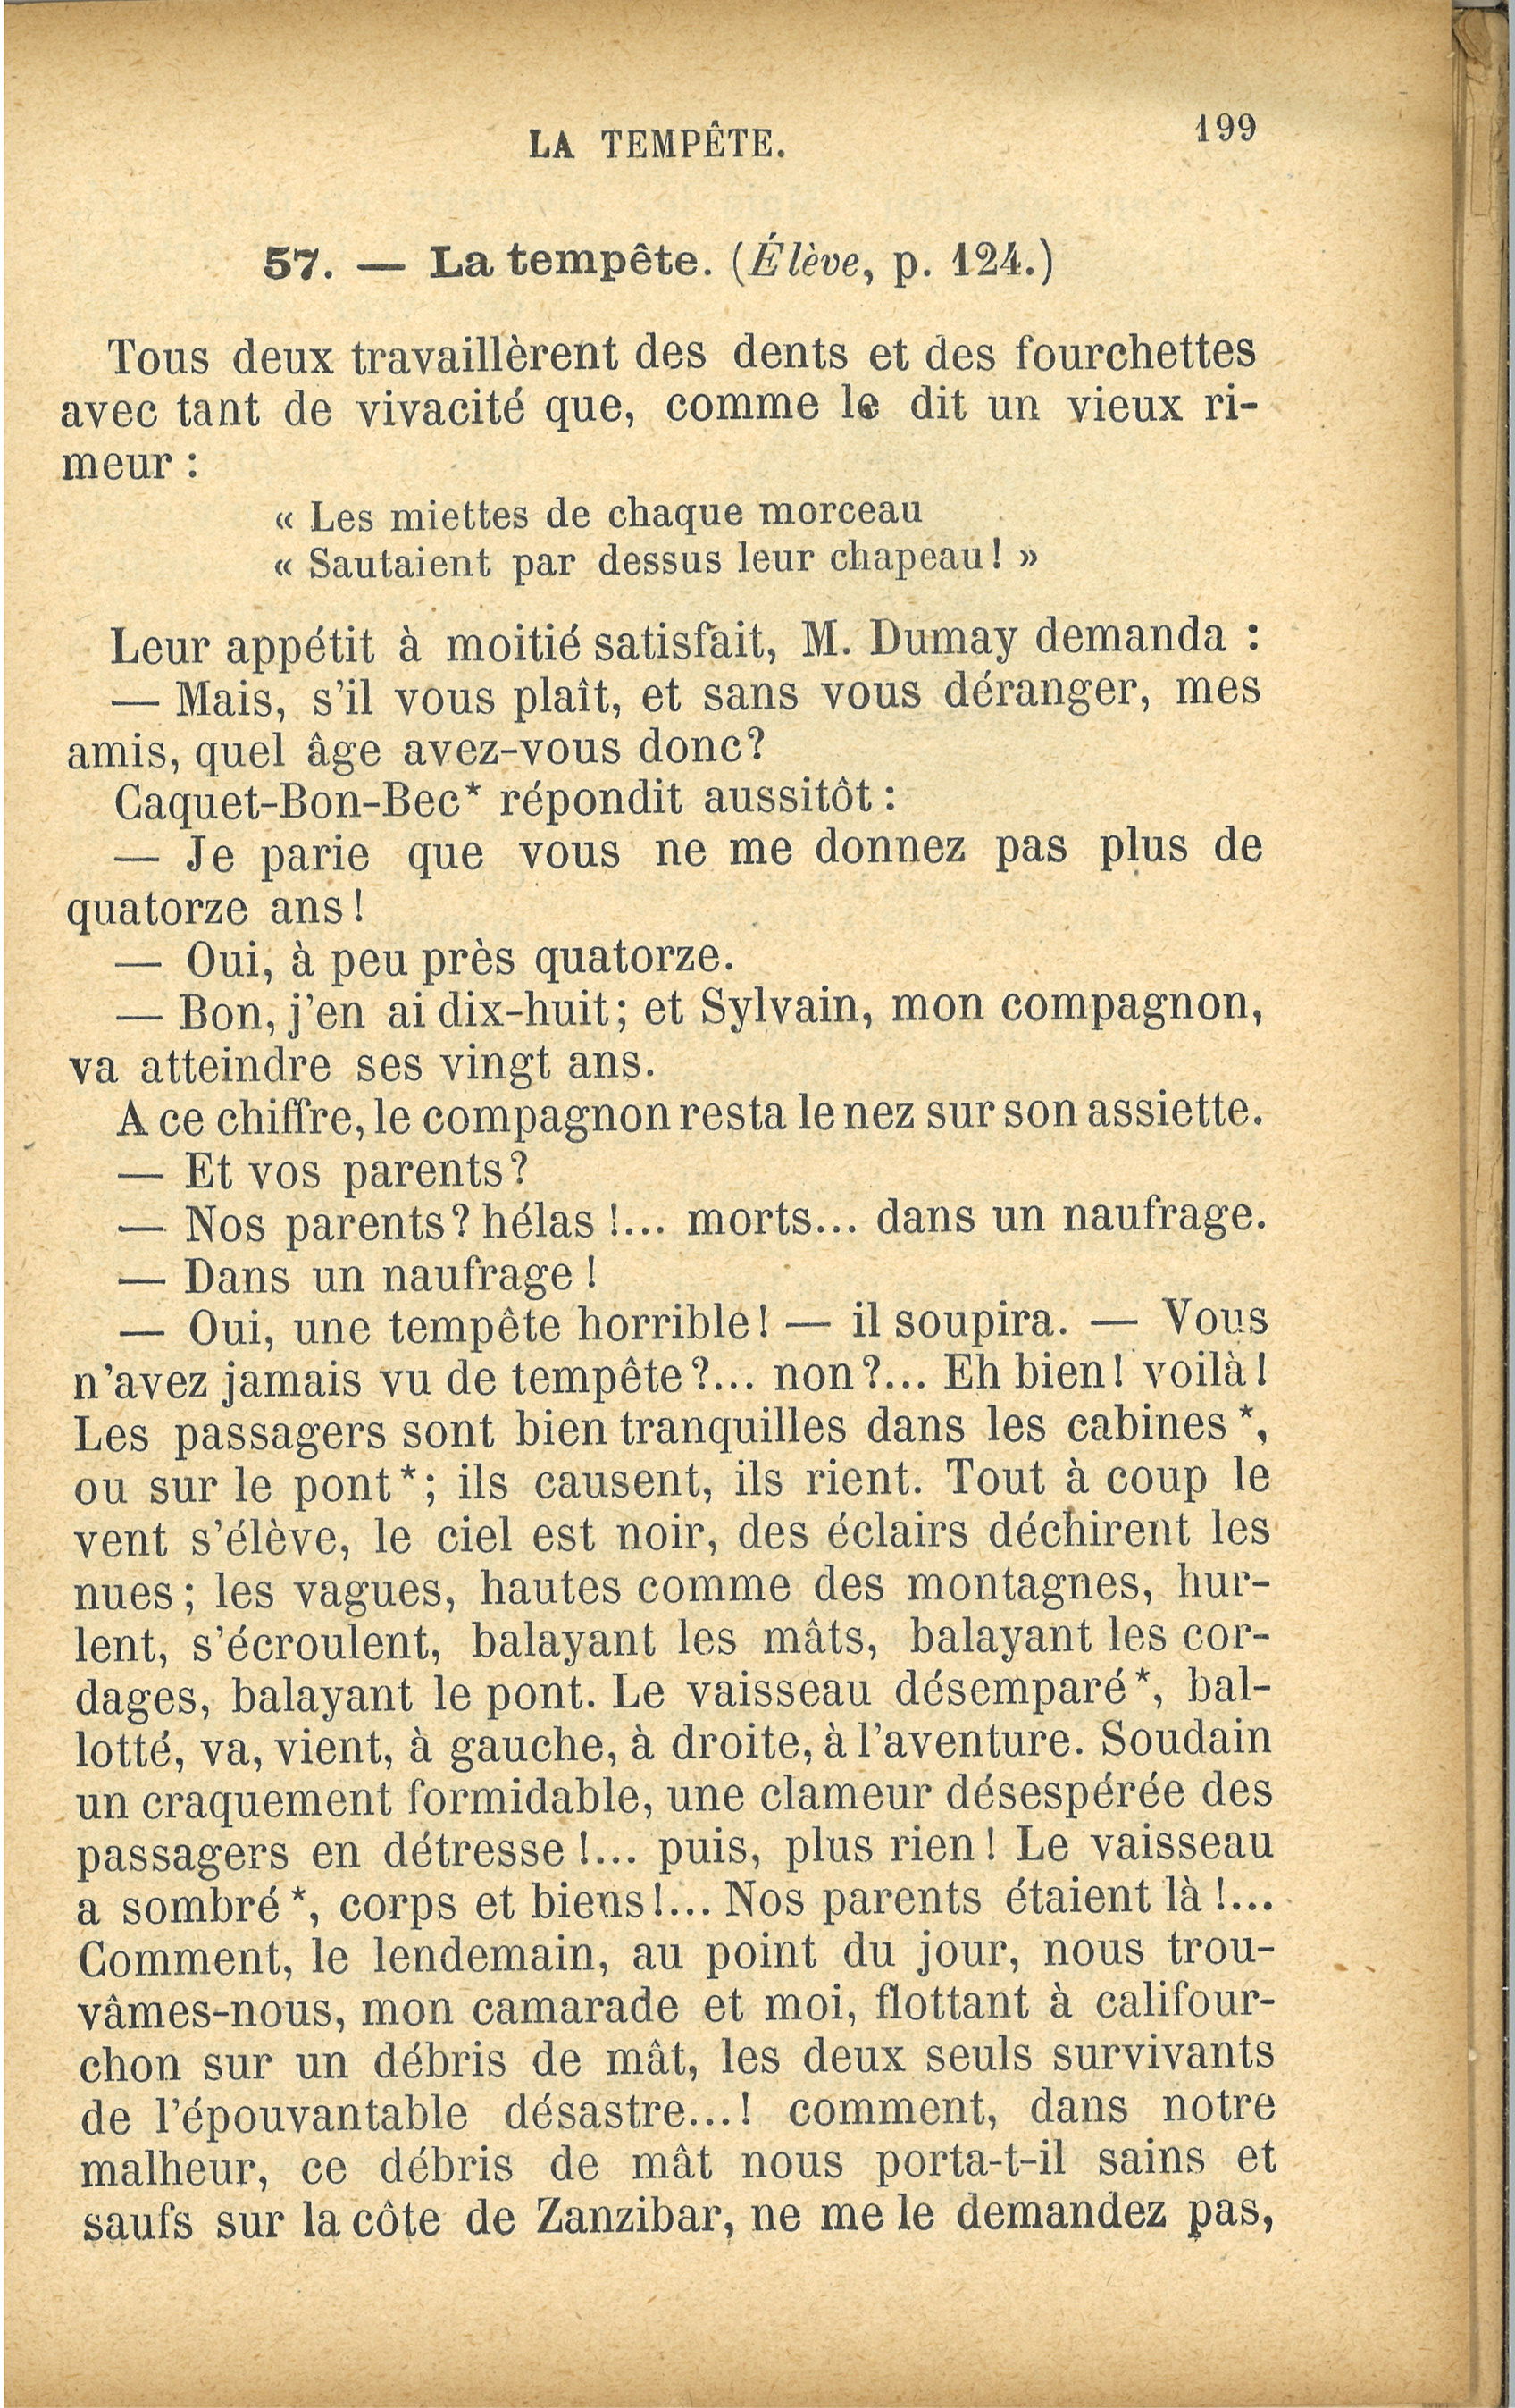 LA TEMPÊTE.
199
57. — La tempête. (Élève, p. 124.)
Tous deux travaillèrent des dents et des fourchettes
avec tant de vivacité que, comme le dit un vieux ri-
meur :
« Les miettes de chaque morceau
« Sautaient par dessus leur chapeau! »
Leur appétit à moitié satisfait, M. Dumay demanda :
— Mais, s'il vous plaît, et sans vous déranger, mes
amis, quel âge avez-vous donc?
Caquet-Bon-Bec* répondit aussitôt :
— Je parie que vous ne me donnez pas plus de
quatorze ans!
— Oui, à peu près quatorze.
— Bon, j'en ai dix-huit; et Sylvain, mon compagnon,
va atteindre ses vingt ans.
A ce chiffre, le compagnon resta le nez sur son assiette.
— Et vos parents?
— Nos parents? hélas !... morts... dans un naufrage.
— Dans un naufrage !
— Oui, une tempête horrible! — il soupira. — Vous
n'avez jamais vu de tempête?... non?... Eh bien! voilà!
Les passagers sont bien tranquilles dans les cabines*,
ou sur le pont*; ils causent, ils rient. Tout à coup le
vent s'élève, le ciel est noir, des éclairs déchirent les
nues; les vagues, hautes comme des montagnes, hur-
lent, s'écroulent, balayant les mâts, balayant les cor-
dages, balayant le pont. Le vaisseau désemparé*, bal-
lotté, va, vient, à gauche, à droite, à l'aventure. Soudain
un craquement formidable, une clameur désespérée des
passagers en détresse!... puis, plus rien! Le vaisseau
a sombré*, corps et biens!... Nos parents étaient là!...
Comment, le lendemain, au point du jour, nous trou-
vâmes-nous, mon camarade et moi, flottant à califour-
chon sur un débris de mât, les deux seuls survivants
de l'épouvantable désastre...! comment, dans notre
malheur, ce débris de mât nous porta-t-il sains et
saufs sur la côte de Zanzibar, ne me le demandez pas,